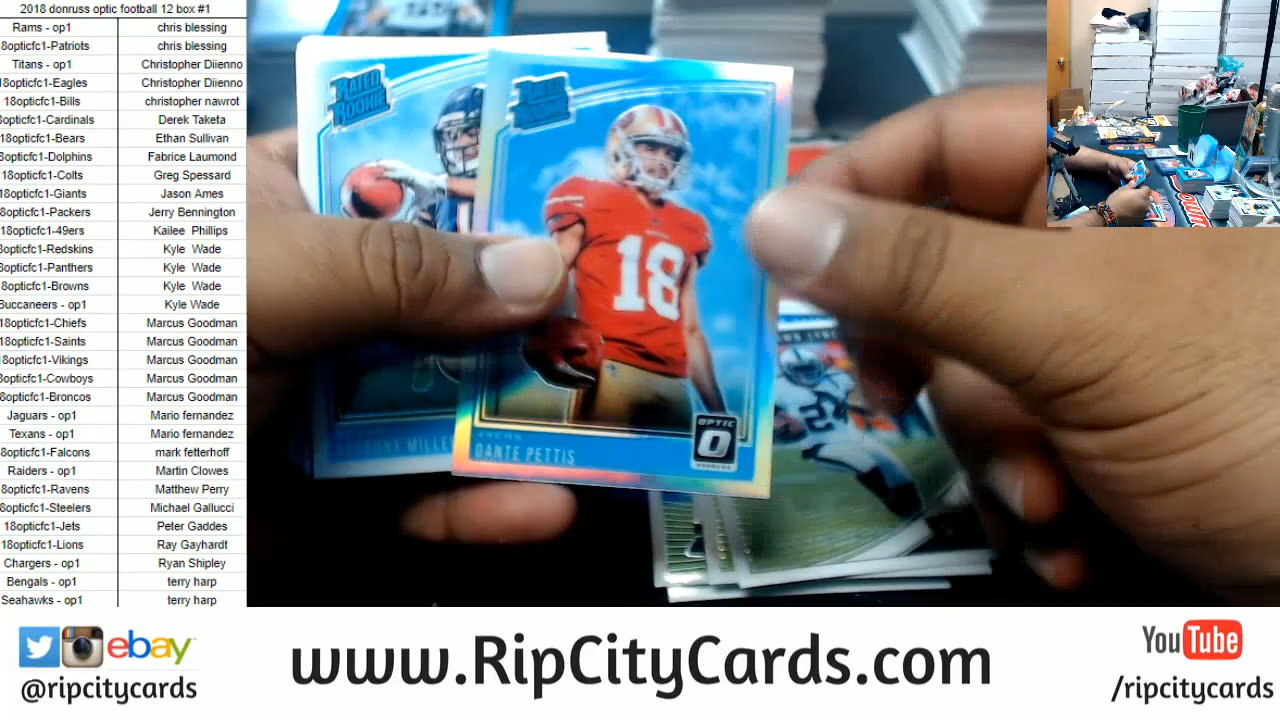 2018 donruss optic football 12 box #1
Rams - op1 chris blessing
8opticfc1-Patriots chris blessing
Titans - op1 Christopher Diienno
18opticfc1-Eagles Christopher Diienno
18opticfc1-Bills christopher nawrot
8opticfc1-Cardinals Derek Taketa
18opticfc1-Bears Ethan Sullivan
8opticfc1-Dolphins Fabrice Laumond
18opticfc1-Colts Greg Spessard
18opticfc1-Giants Jason Ames
8opticfc1-Packers Jerry Bennington
18opticfc1-49ers Kailee Phillips
8opticfc1-Redskins Kyle Wade
8opticfc1-Panthers Kyle Wade
8opticfc1-Browns Kyle Wade
Buccaneers - op1 Kyle Wade
18opticfc1-Chiefs Marcus Goodman
18opticfc1-Saints Marcus Goodman
18opticfc1-Vikings Marcus Goodman
8opticfc1-Cowboys Marcus Goodman
8opticfc1-Broncos Marcus Goodman
Jaguars - op1 Mario fernandez
Texans - op1 Mario fernandez
8opticfc1-Falcons mark fetterhoff
Raiders - op1 Martin Clowes
8opticfc1-Ravens Matthew Perry
8opticfc1-Steelers Michael Gallucci
18opticfc1-Jets Peter Gaddes
18opticfc1-Lions Ray Gayhardt
Chargers - op1 Ryan Shipley
Bengals - op1 terry harp
Seahawks - op1 terry harp
RATED
ROOKIE
18
OPTIC
DONRUSS
49ERS
DANTE PETTIS
ebay
@ripcitycards
www.RipCityCards.com
YouTube
/ripcitycards